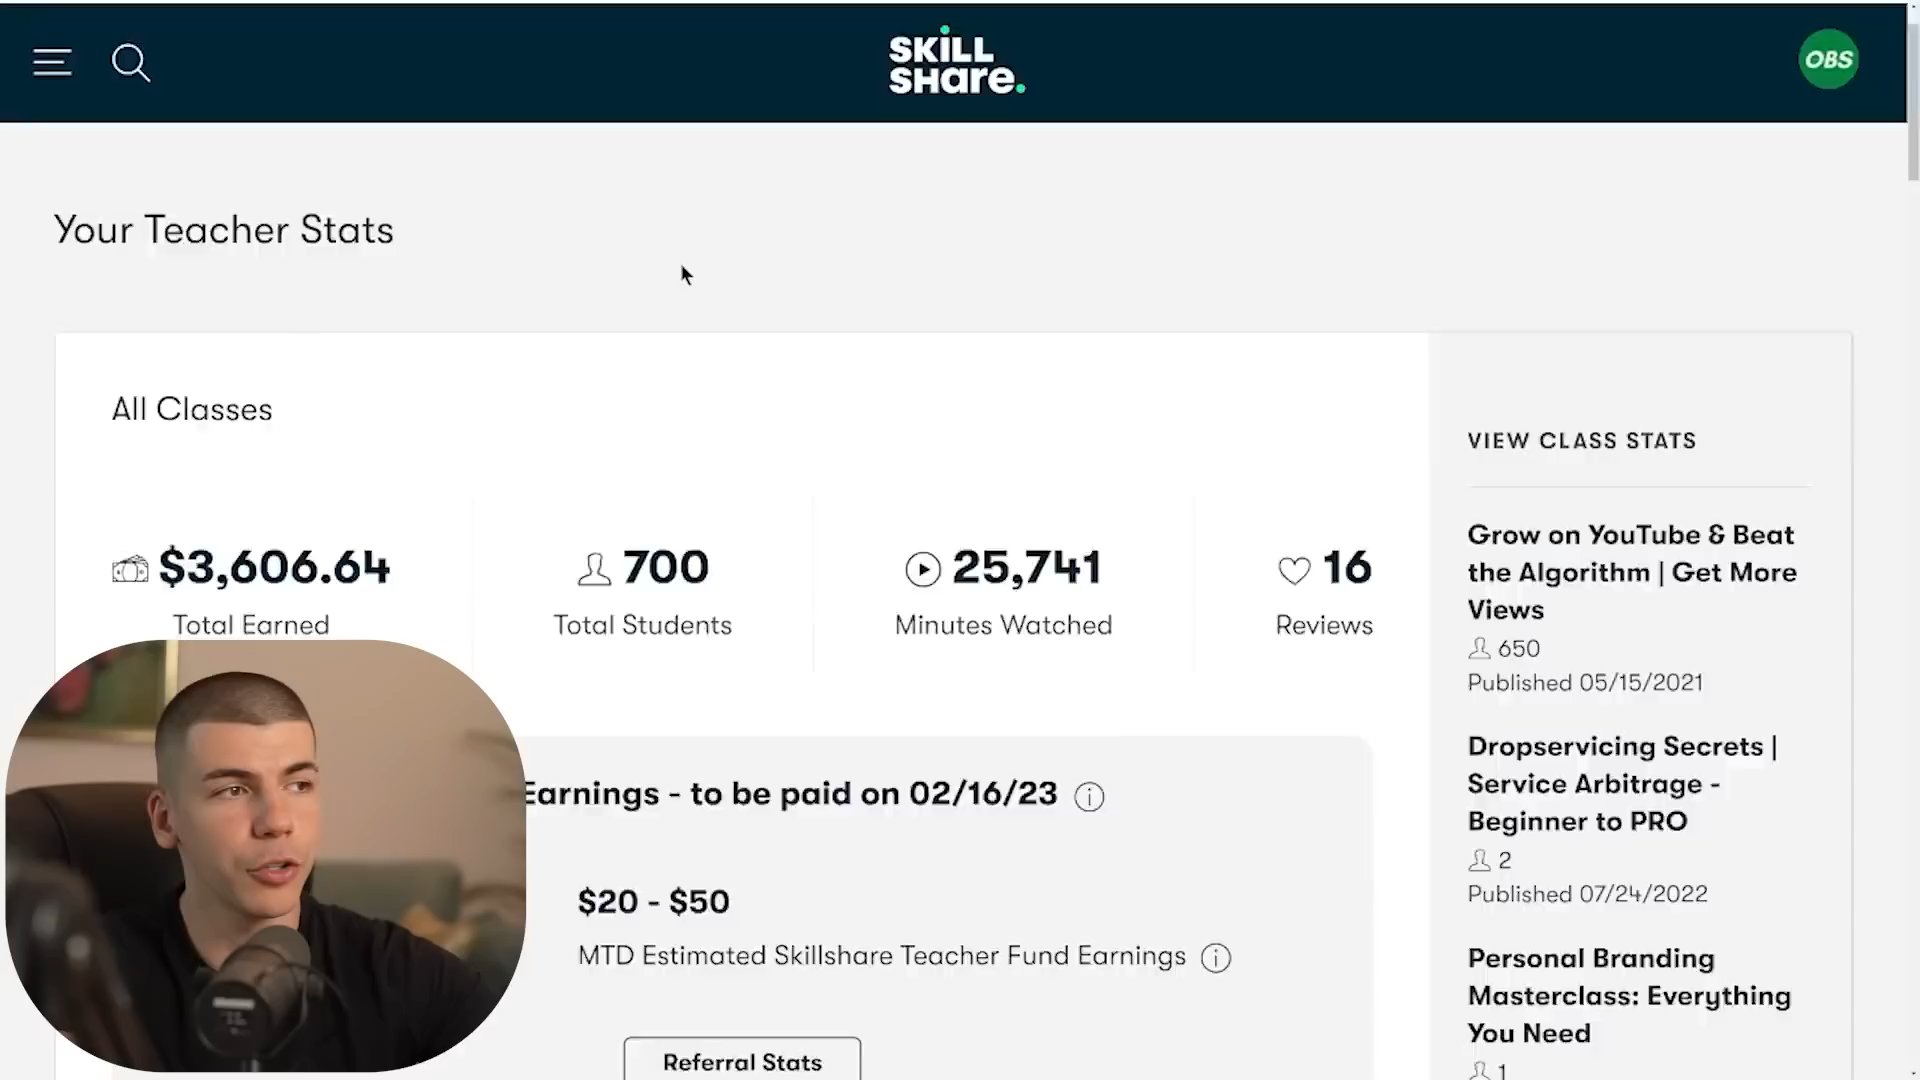 SKILL
SHare.
OBS
Your Teacher Stats
All Classes
$3,606.64
Total Earned
700
Total Students
25,741
Minutes Watched
16
Reviews
Earnings - to be paid on 02/16/23
$20 - $50
MTD Estimated Skillshare Teacher Fund Earnings
Referral Stats
VIEW CLASS STATS
Grow on YouTube & Beat
the Algorithm | Get More
Views
650
Published 05/15/2021
Dropservicing Secrets |
Service Arbitrage -
Beginner to PRO
2
Published 07/24/2022
Personal Branding
Masterclass: Everything
You Need
1